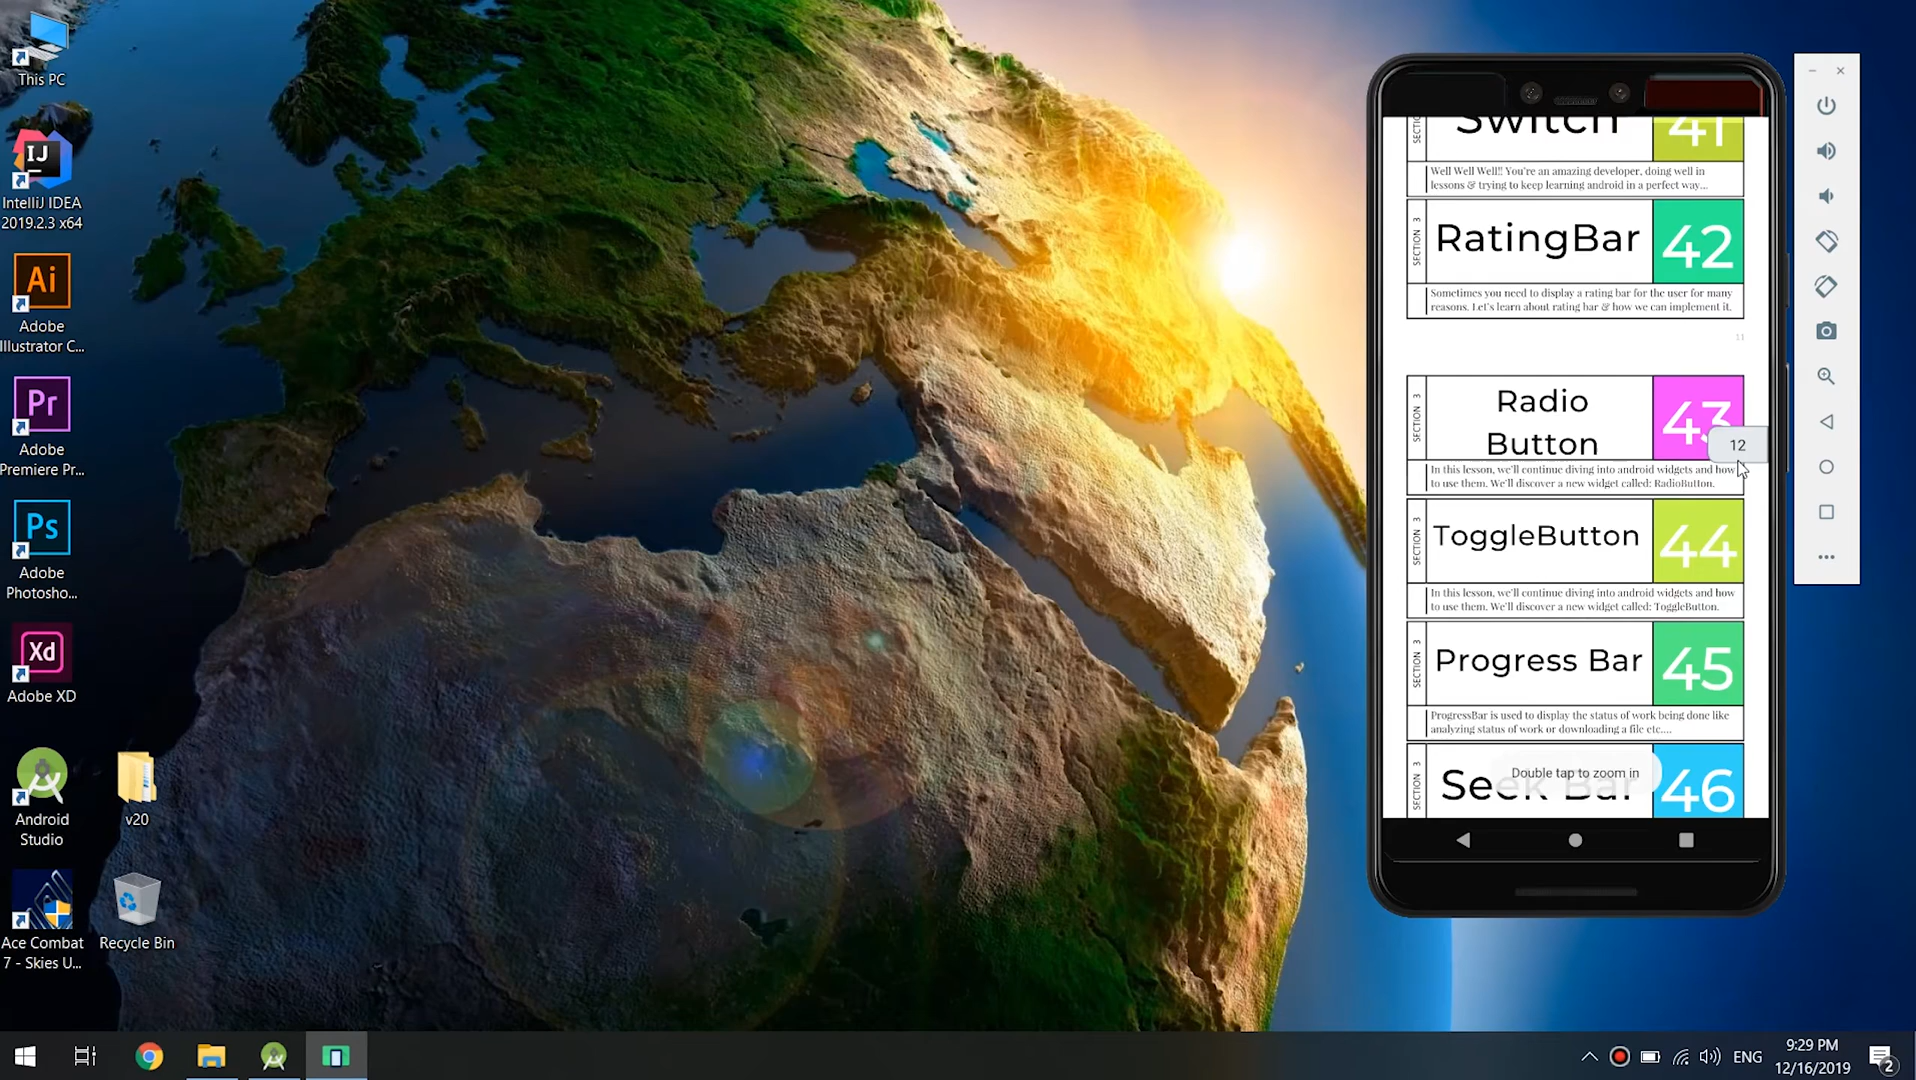 This PC
IJ
IntelliJ IDEA
2019.2.3 x64
Ai
Adobe
Illustrator C...
Pr
Adobe
Premiere Pr...
Ps
Adobe
Photosho...
Xd
Adobe XD
Android
Studio
v20
Ace Combat
7 - Skies U...
Recycle Bin
Switch
41
Well Well Well!! You're an amazing developer, doing well in
lessons & trying to keep learning android in a perfect way...
SECTION 3
RatingBar
42
Sometimes you need to display a rating bar for the user for many
reasons. Let's learn about rating bar & how we can implement it.
11
SECTION 3
Radio
Button
43
12
In this lesson, we'll continue diving into android widgets and how
to use them. We'll discover a new widget called: RadioButton.
SECTION 3
ToggleButton
44
In this lesson, we'll continue diving into android widgets and how
to use them. We'll discover a new widget called: ToggleButton.
SECTION 3
Progress Bar
45
ProgressBar is used to display the status of work being done like
analyzing status of work or downloading a file etc....
SECTION 3
Seek Bar
46
Double tap to zoom in
ENG
9:29 PM
12/16/2019
2